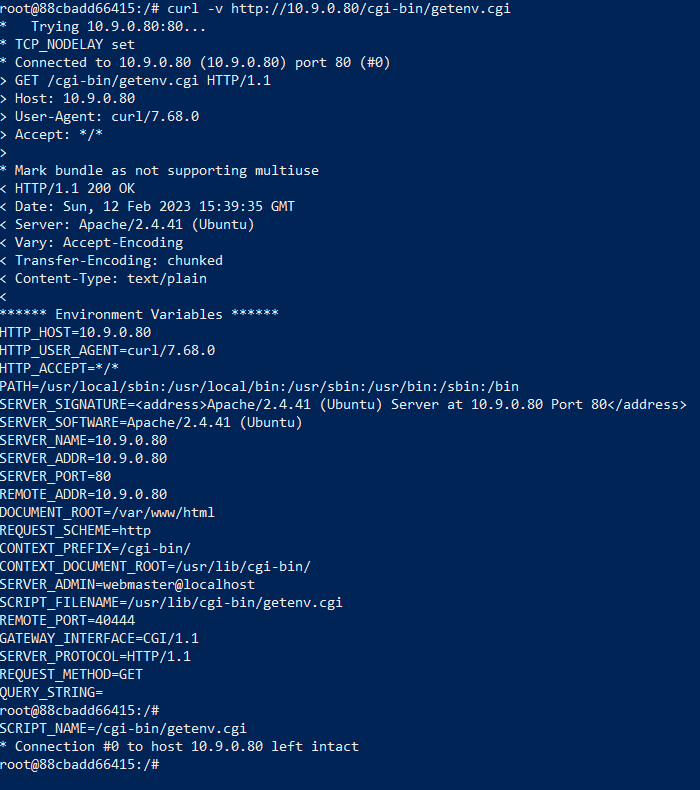 root@88cbadd66415:/# curl -v http://10.9.0.80/cgi-bin/getenv.cgi
*   Trying 10.9.0.80:80...
* TCP_NODELAY set
* Connected to 10.9.0.80 (10.9.0.80) port 80 (#0)
> GET /cgi-bin/getenv.cgi HTTP/1.1
> Host: 10.9.0.80
> User-Agent: curl/7.68.0
> Accept: */*
>
* Mark bundle as not supporting multiuse
< HTTP/1.1 200 OK
< Date: Sun, 12 Feb 2023 15:39:35 GMT
< Server: Apache/2.4.41 (Ubuntu)
< Vary: Accept-Encoding
< Transfer-Encoding: chunked
< Content-Type: text/plain
<
****** Environment Variables ******
HTTP_HOST=10.9.0.80
HTTP_USER_AGENT=curl/7.68.0
HTTP_ACCEPT=*/*
PATH=/usr/local/sbin:/usr/local/bin:/usr/sbin:/usr/bin:/sbin:/bin
SERVER_SIGNATURE=<address>Apache/2.4.41 (Ubuntu) Server at 10.9.0.80 Port 80</address>
SERVER_SOFTWARE=Apache/2.4.41 (Ubuntu)
SERVER_NAME=10.9.0.80
SERVER_ADDR=10.9.0.80
SERVER_PORT=80
REMOTE_ADDR=10.9.0.80
DOCUMENT_ROOT=/var/www/html
REQUEST_SCHEME=http
CONTEXT_PREFIX=/cgi-bin/
CONTEXT_DOCUMENT_ROOT=/usr/lib/cgi-bin/
SERVER_ADMIN=webmaster@localhost
SCRIPT_FILENAME=/usr/lib/cgi-bin/getenv.cgi
REMOTE_PORT=40444
GATEWAY_INTERFACE=CGI/1.1
SERVER_PROTOCOL=HTTP/1.1
REQUEST_METHOD=GET
QUERY_STRING=
root@88cbadd66415:/#
SCRIPT_NAME=/cgi-bin/getenv.cgi
* Connection #0 to host 10.9.0.80 left intact
root@88cbadd66415:/#